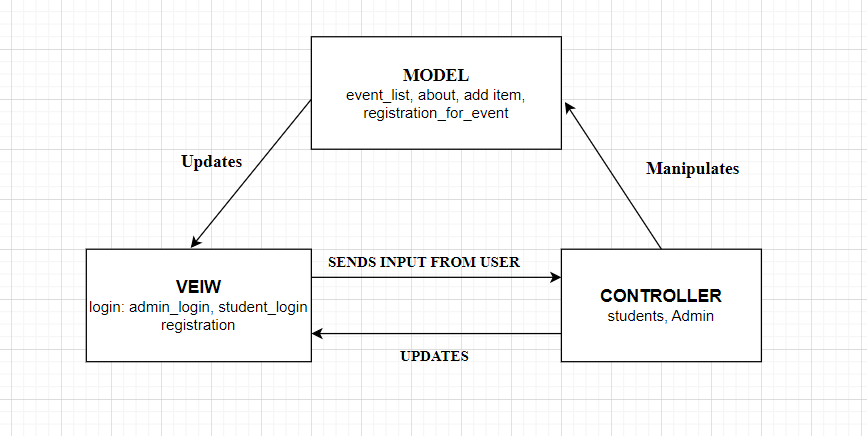 MODEL
event_list, about, add item,
registration_for_event
Updates
Manipulates
SENDS INPUT FROM USER
VEIW
login: admin_login, student_login
registration
CONTROLLER
students, Admin
UPDATES